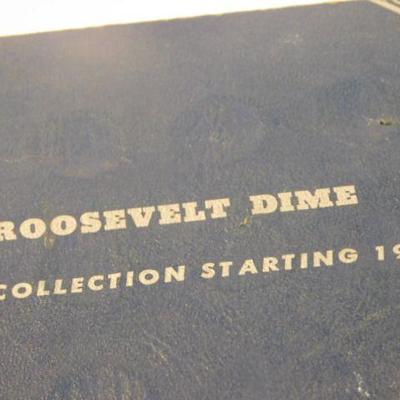 ROOSEVELT DIME
COLLECTION STARTING 19